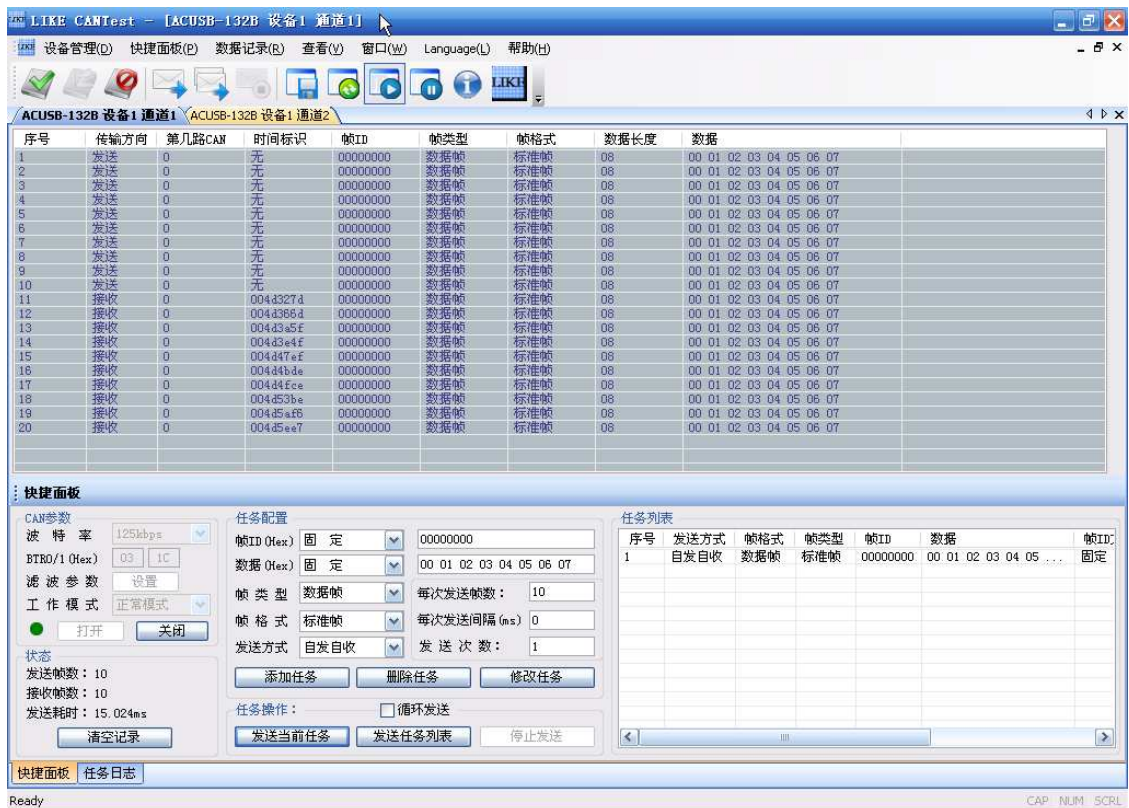 LIKE CANTest - [ACUSB-132B 设备1 通道1]
设备管理(D) 快捷面板(P) 数据记录(R) 查看(V) 窗口(W) Language(L) 帮助(H)
LIKE
ACUSB-132B 设备1 通道1 ACUSB-132B 设备1 通道2
序号 传输方向 第几路CAN 时间标识 帧ID 帧类型 帧格式 数据长度 数据
1 发送 0 无 00000000 数据帧 标准帧 08 00 01 02 03 04 05 06 07
2 发送 0 无 00000000 数据帧 标准帧 08 00 01 02 03 04 05 06 07
3 发送 0 无 00000000 数据帧 标准帧 08 00 01 02 03 04 05 06 07
4 发送 0 无 00000000 数据帧 标准帧 08 00 01 02 03 04 05 06 07
5 发送 0 无 00000000 数据帧 标准帧 08 00 01 02 03 04 05 06 07
6 发送 0 无 00000000 数据帧 标准帧 08 00 01 02 03 04 05 06 07
7 发送 0 无 00000000 数据帧 标准帧 08 00 01 02 03 04 05 06 07
8 发送 0 无 00000000 数据帧 标准帧 08 00 01 02 03 04 05 06 07
9 发送 0 无 00000000 数据帧 标准帧 08 00 01 02 03 04 05 06 07
10 发送 0 无 00000000 数据帧 标准帧 08 00 01 02 03 04 05 06 07
11 接收 0 004d327d 00000000 数据帧 标准帧 08 00 01 02 03 04 05 06 07
12 接收 0 004d366d 00000000 数据帧 标准帧 08 00 01 02 03 04 05 06 07
13 接收 0 004d3a5f 00000000 数据帧 标准帧 08 00 01 02 03 04 05 06 07
14 接收 0 004d3e4f 00000000 数据帧 标准帧 08 00 01 02 03 04 05 06 07
15 接收 0 004d47ef 00000000 数据帧 标准帧 08 00 01 02 03 04 05 06 07
16 接收 0 004d4bde 00000000 数据帧 标准帧 08 00 01 02 03 04 05 06 07
17 接收 0 004d4fce 00000000 数据帧 标准帧 08 00 01 02 03 04 05 06 07
18 接收 0 004d53be 00000000 数据帧 标准帧 08 00 01 02 03 04 05 06 07
19 接收 0 004d5af6 00000000 数据帧 标准帧 08 00 01 02 03 04 05 06 07
20 接收 0 004d5ee7 00000000 数据帧 标准帧 08 00 01 02 03 04 05 06 07
快捷面板
CAN参数
波 特 率 125kbps
BTR0/1(Hex) 03 1C
滤 波 参 数 设置
工 作 模 式 正常模式
打开 关闭
状态
发送帧数：10
接收帧数：10
发送耗时：15.024ms
清空记录
任务配置
帧ID(Hex) 固 定 00000000
数据(Hex) 固 定 00 01 02 03 04 05 06 07
帧 类 型 数据帧 每次发送帧数： 10
帧 格 式 标准帧 每次发送间隔(ms) 0
发送方式 自发自收 发 送 次 数： 1
添加任务 删除任务 修改任务
任务操作： 循环发送
发送当前任务 发送任务列表 停止发送
任务列表
序号 发送方式 帧格式 帧类型 帧ID 数据 帧ID
1 自发自收 数据帧 标准帧 00000000 00 01 02 03 04 05 ... 固定
快捷面板 任务日志
Ready CAP NUM SCRL